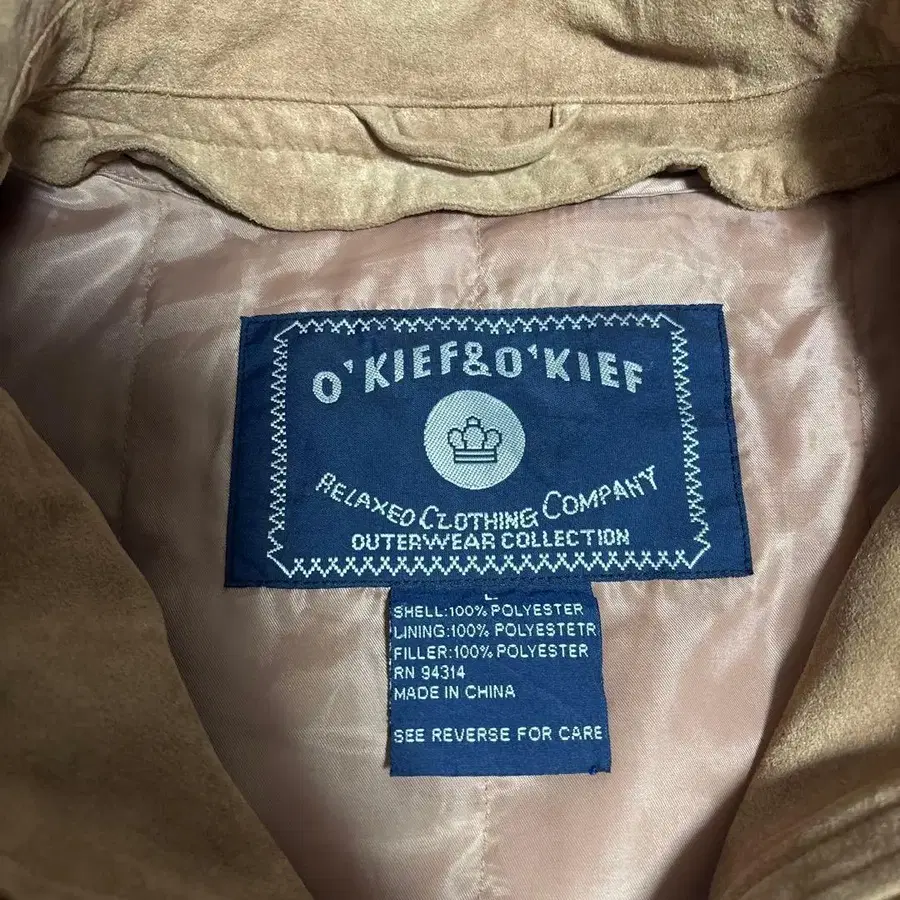 O'KIEF&O'KIEF
RELAXED CLOTHING COMPANY
OUTERWEAR COLLECTION
L
SHELL:100% POLYESTER
LINING:100% POLYESTETR
FILLER:100% POLYESTER
RN 94314
MADE IN CHINA
SEE REVERSE FOR CARE